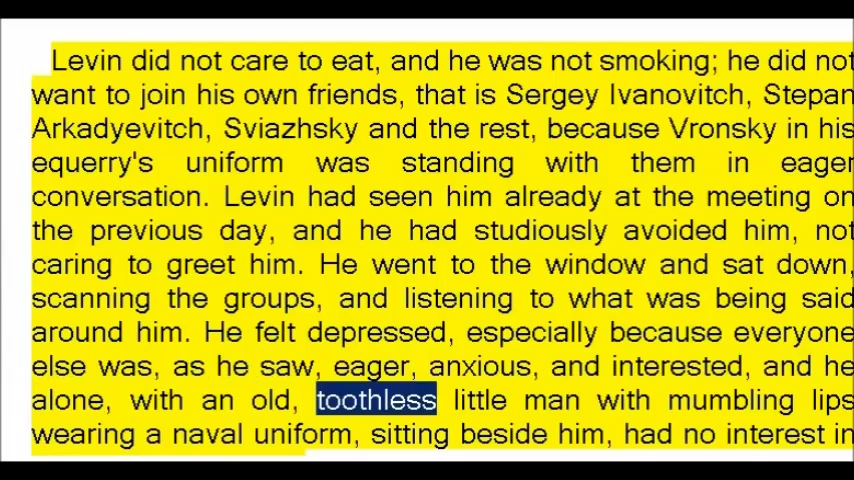 Levin did not care to eat, and he was not smoking; he did not
want to join his own friends, that is Sergey Ivanovitch, Stepan
Arkadyevitch, Sviazhsky and the rest, because Vronsky in his
equerry's uniform was standing with them in eager
conversation. Levin had seen him already at the meeting on
the previous day, and he had studiously avoided him, not
caring to greet him. He went to the window and sat down,
scanning the groups, and listening to what was being said
around him. He felt depressed, especially because everyone
else was, as he saw, eager, anxious, and interested, and he
alone, with an old, toothless little man with mumbling lips
wearing a naval uniform, sitting beside him, had no interest in